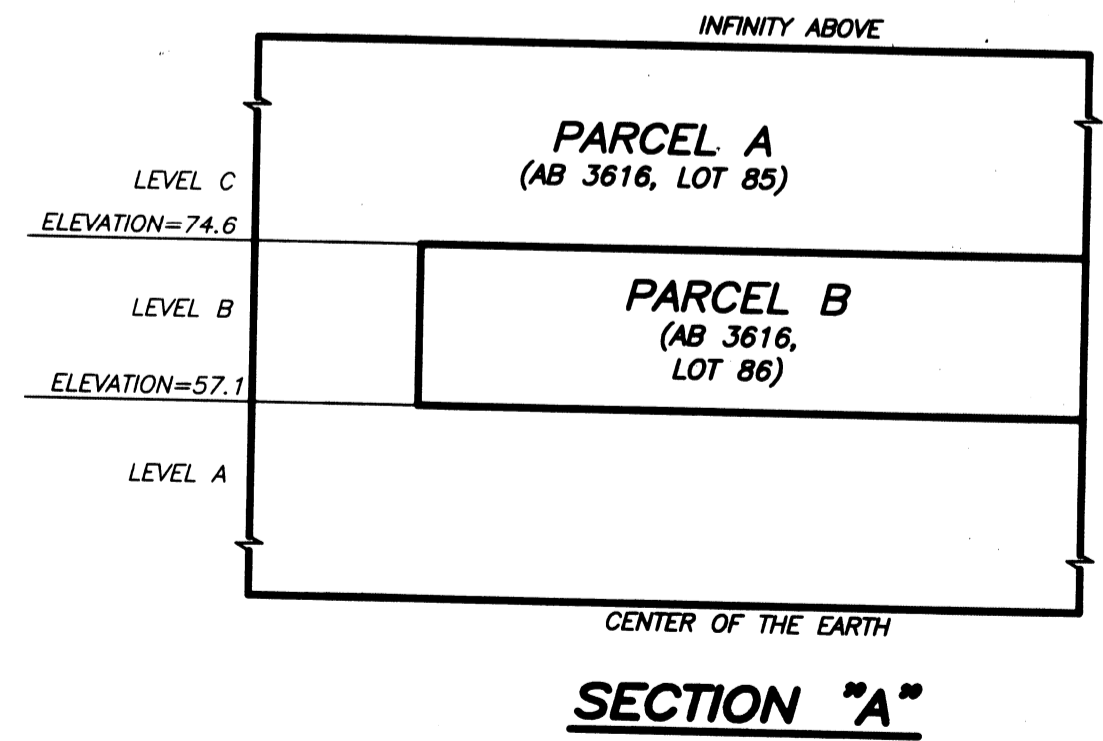 INFINITY ABOVE
PARCEL A
(AB 3616, LOT 85)
LEVEL C
ELEVATION=74.6
LEVEL B
PARCEL B
(AB 3616,
LOT 86)
ELEVATION=57.1
LEVEL A
CENTER OF THE EARTH
SECTION "A"